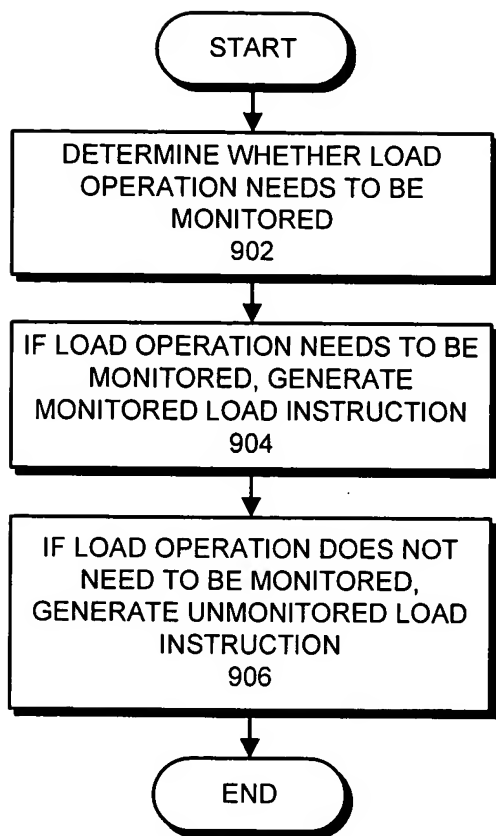 START
DETERMINE WHETHER LOAD
OPERATION NEEDS TO BE
MONITORED
902
IF LOAD OPERATION NEEDS TO BE
MONITORED, GENERATE
MONITORED LOAD INSTRUCTION
904
IF LOAD OPERATION DOES NOT
NEED TO BE MONITORED,
GENERATE UNMONITORED LOAD
INSTRUCTION
906
END